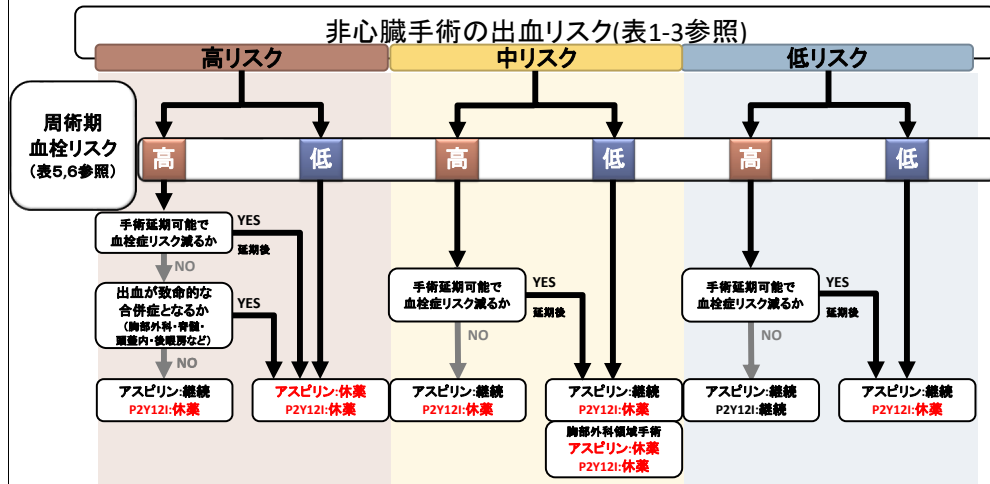 非心臓手術の出血リスク(表1-3参照)
高リスク
中リスク
低リスク
周術期
血栓リスク
(表5,6参照)
高
低
高
低
高
低
手術延期可能で
血栓症リスク減るか
YES
延期後
NO
出血が致命的な
合併症となるか
(胸部外科・脊髄・
頭蓋内・後眼房など)
YES
NO
手術延期可能で
血栓症リスク減るか
YES
延期後
NO
手術延期可能で
血栓症リスク減るか
YES
延期後
NO
アスピリン:継続
P2Y12I:休薬
アスピリン:休薬
P2Y12I:休薬
アスピリン:継続
P2Y12I:休薬
アスピリン:継続
P2Y12I:休薬
胸部外科領域手術
アスピリン:休薬
P2Y12I:休薬
アスピリン:継続
P2Y12I:継続
アスピリン:継続
P2Y12I:休薬